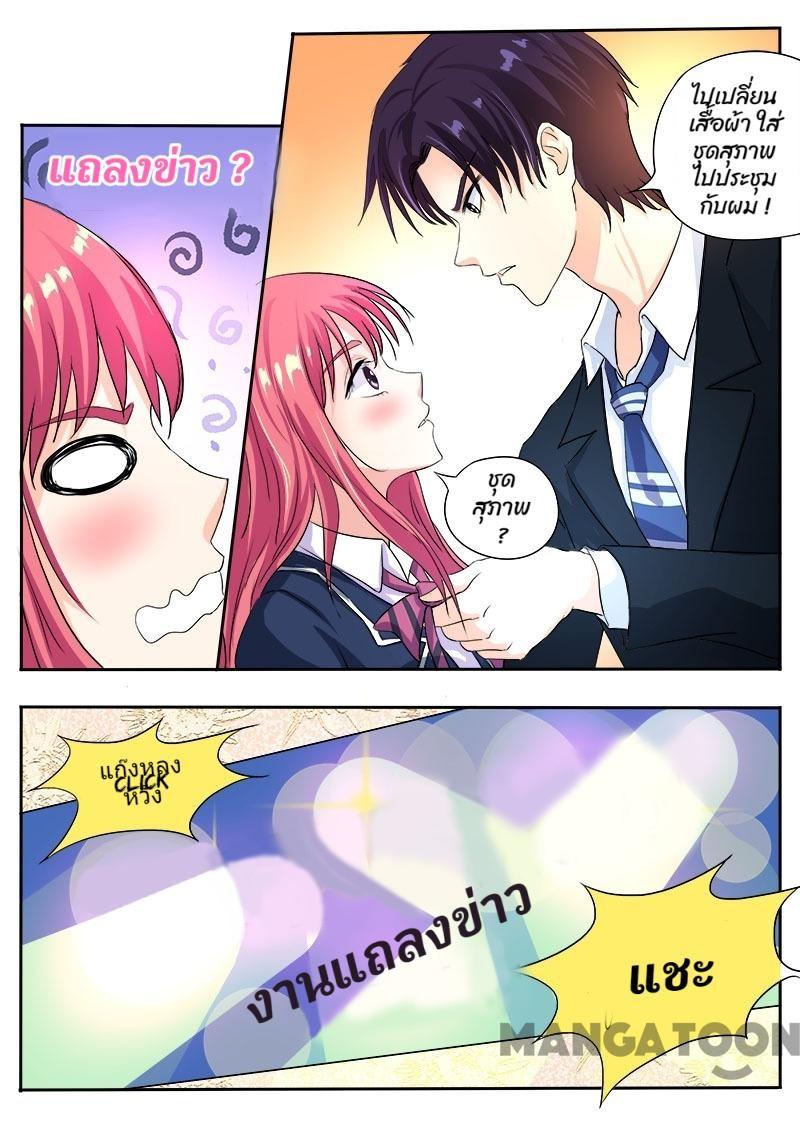 แถลงข่าว ?
ไปเปลี่ยน
เสื้อผ้า ใส่
ชุดสุภาพ
ไปประชุม
กับผม !
ชุด
สุภาพ
?
แก๊งหลง
CLICK
หวัง
งานแถลงข่าว
แชะ
MANGATOON